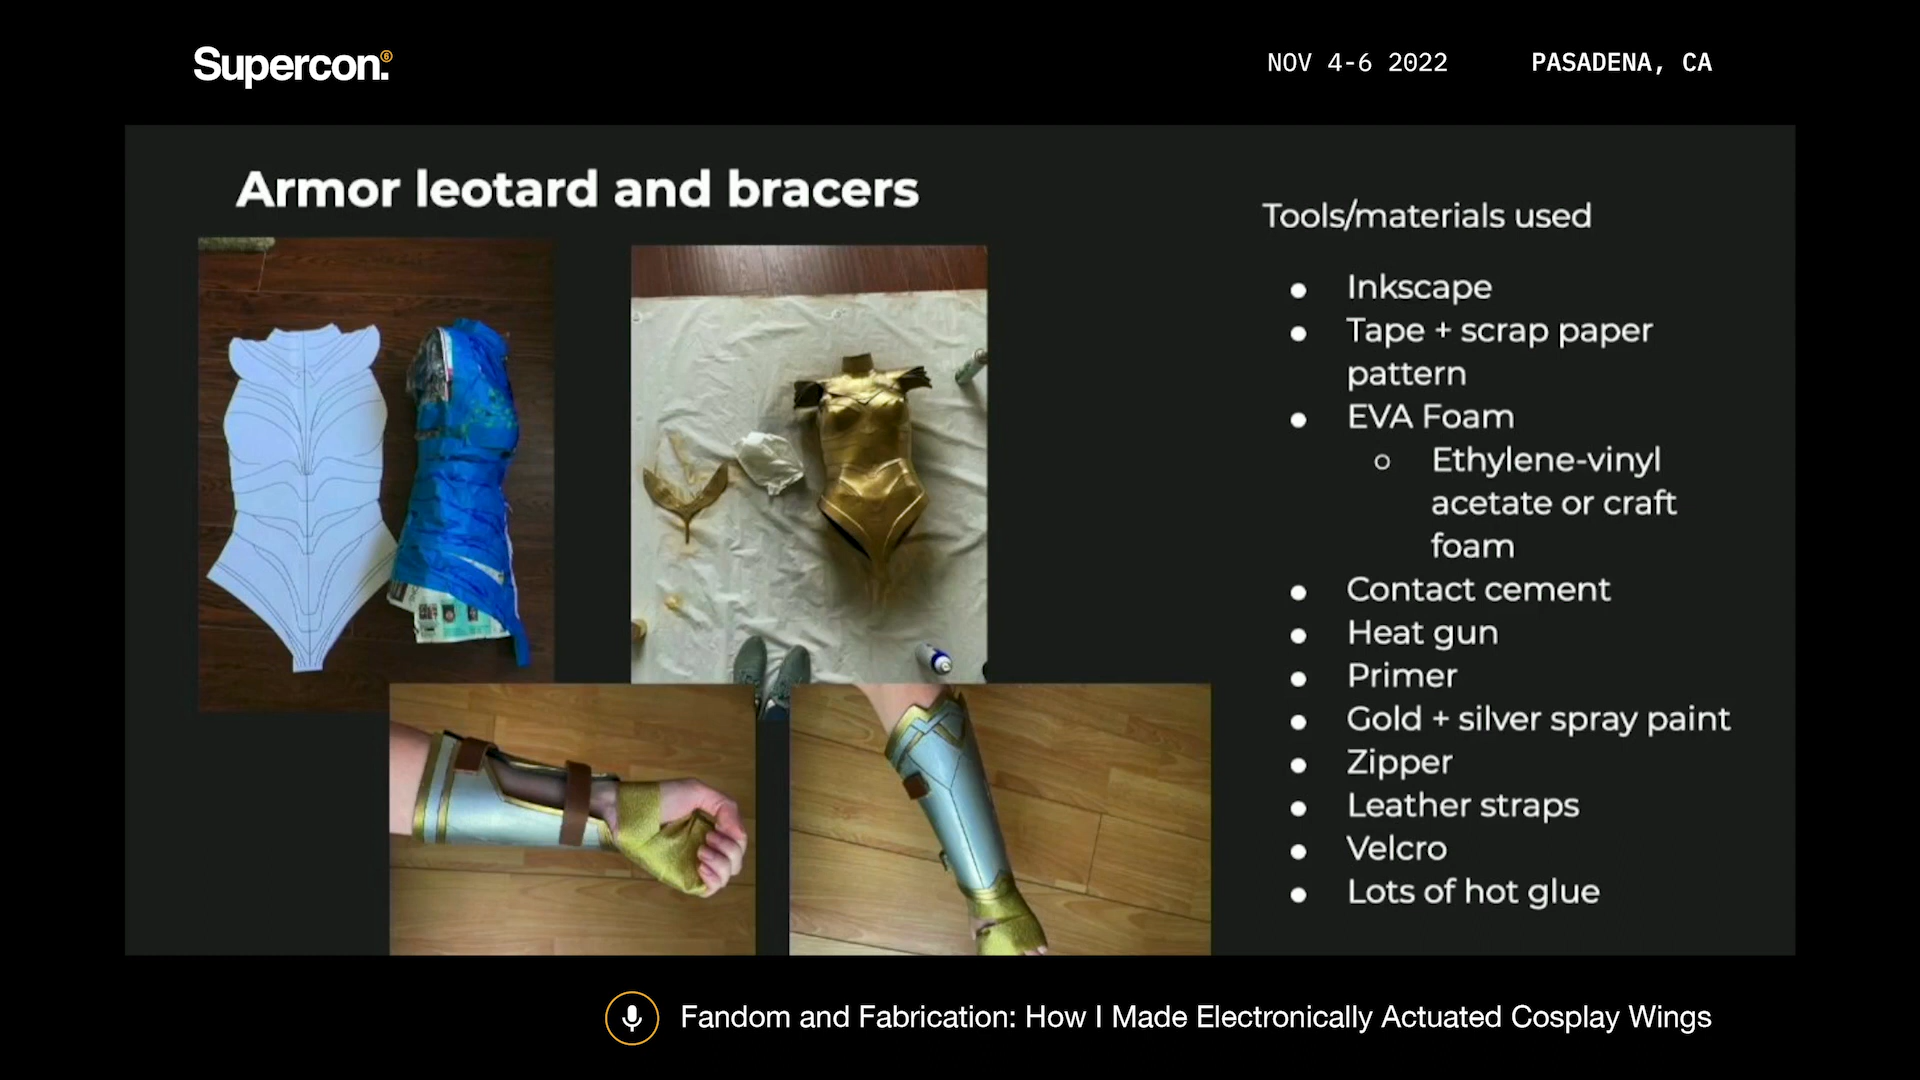 Supercon.6
NOV 4-6 2022
PASADENA, CA
Armor leotard and bracers
Tools/materials used
Inkscape
Tape + scrap paper
pattern
EVA Foam
Ethylene-vinyl
acetate or craft
foam
Contact cement
Heat gun
Primer
Gold + silver spray paint
Zipper
Leather straps
Velcro
Lots of hot glue
Fandom and Fabrication: How I Made Electronically Actuated Cosplay Wings